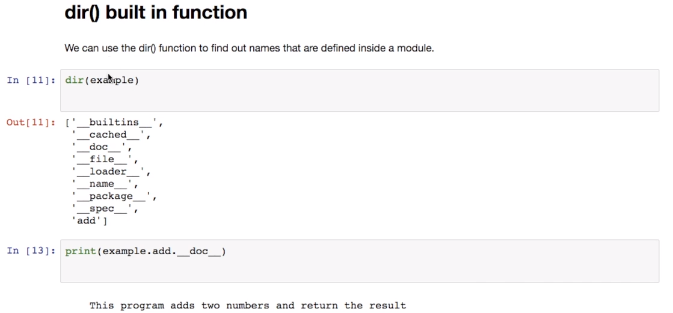 dir() built in function
We can use the dir() function to find out names that are defined inside a module.
In [11]: dir(example)
Out[11]: ['__builtins__',
'__cached__',
'__doc__',
'__file__',
'__loader__',
'__name__',
'__package__',
'__spec__',
'add']
In [13]: print(example.add.__doc__)
This program adds two numbers and return the result